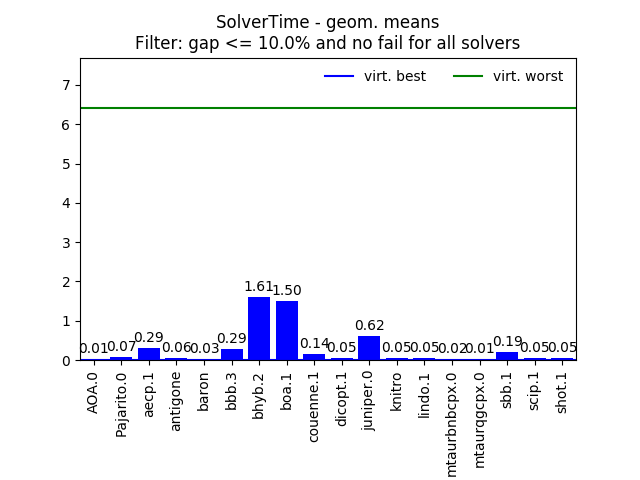 SolverTime - geom. means
Filter: gap <= 10.0% and no fail for all solvers
virt. best
virt. worst
7
6
5
4
3
2
1
0
0.01
0.07
0.29
0.06
0.03
0.29
1.61
1.50
0.14
0.05
0.62
0.05
0.05
0.02
0.01
0.19
0.05
0.05
AOA.0
Pajarito.0
aecp.1
antigone
baron
bbb.3
bhyb.2
boa.1
couenne.1
dicopt.1
juniper.0
knitro
lindo.1
mtaurbnbcpx.0
mtaurqgcpx.0
sbb.1
scip.1
shot.1